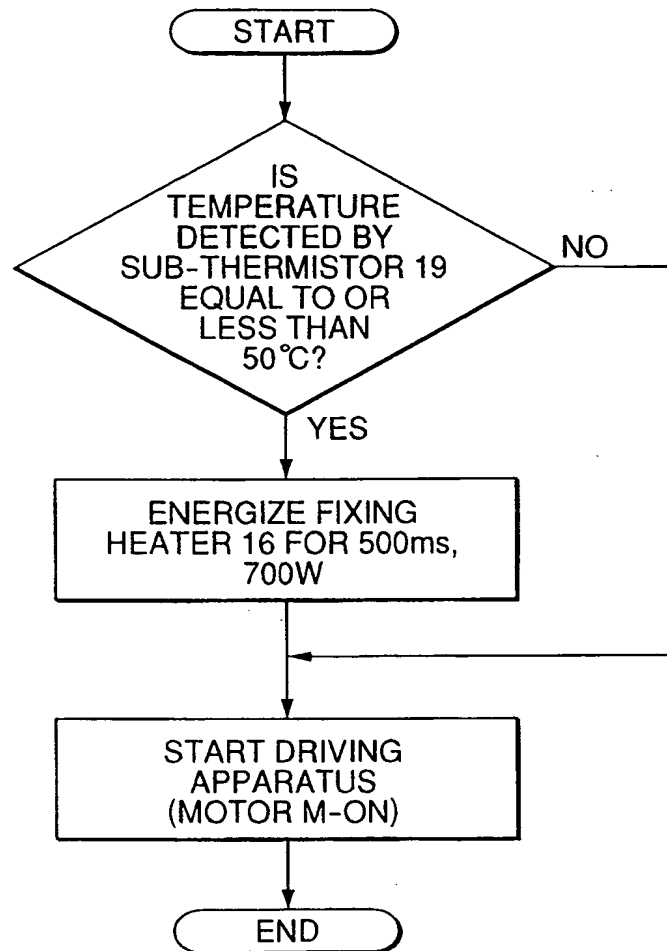 START
IS
TEMPERATURE
DETECTED BY
SUB-THERMISTOR 19
EQUAL TO OR
LESS THAN
50°C?
NO
YES
ENERGIZE FIXING
HEATER 16 FOR 500ms,
700W
START DRIVING
APPARATUS
(MOTOR M-ON)
END